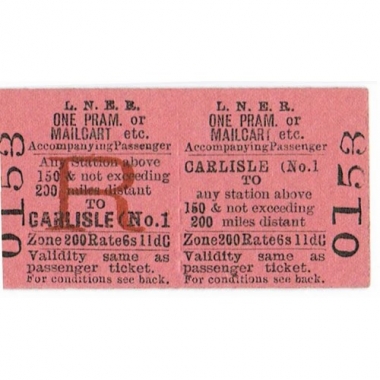 L. N. E. R.
ONE PRAM. or
MAILCART etc.
Accompanying Passenger
Any Station above
150 & not exceeding
200 miles distant
TO
CARLISLE (No.1
Zone 200 Rate 6s 11d C
Validity same as
passenger ticket.
For conditions see back.
R
0153
L. N. E. R.
ONE PRAM. or
MAILCART etc.
Accompanying Passenger
CARLISLE (No.1
TO
any station above
150 & not exceeding
200 miles distant
Zone 200 Rate 6s 11d C
Validity same as
passenger ticket.
For conditions see back.
0153